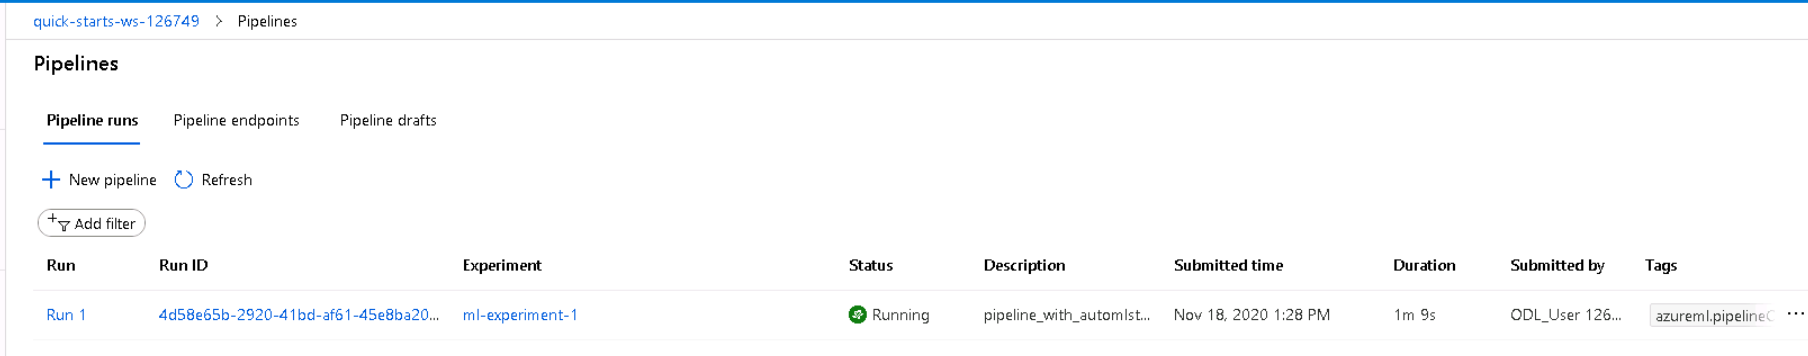 quick-starts-ws-126749 > Pipelines
Pipelines
Pipeline runs Pipeline endpoints Pipeline drafts
New pipeline Refresh
Add filter
Run Run ID Experiment Status Description Submitted time Duration Submitted by Tags
Run 1 4d58e65b-2920-41bd-af61-45e8ba20... ml-experiment-1 Running pipeline_with_automlst... Nov 18, 2020 1:28 PM 1m 9s ODL_User 126... azureml.pipelineC ...